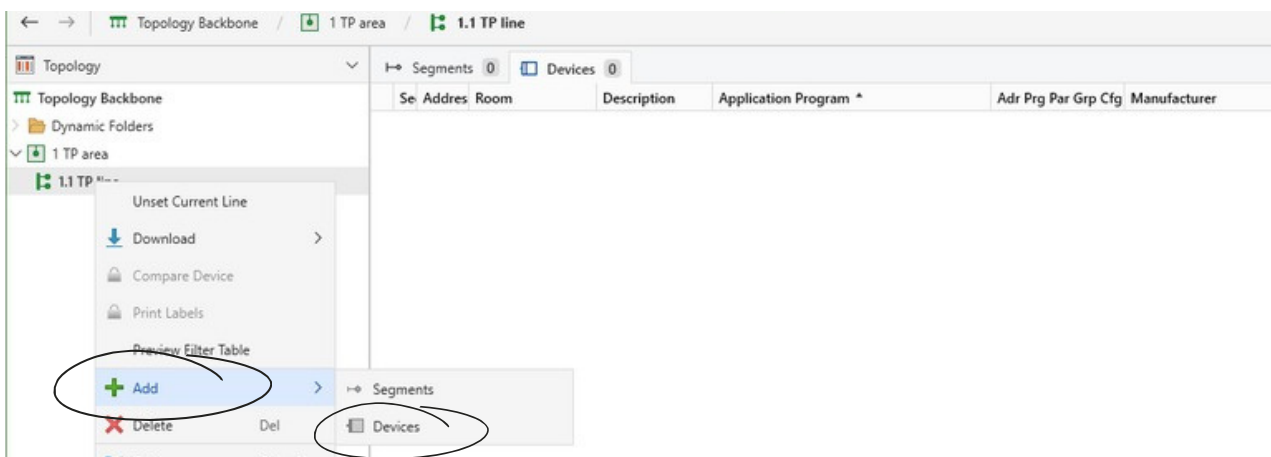 Topology Backbone / 1 TP area / 1.1 TP line
Topology
Segments 0 Devices 0
Topology Backbone
Se Addres Room Description Application Program Adr Prg Par Grp Cfg Manufacturer
Dynamic Folders
1 TP area
1.1 TP
Unset Current Line
Download
Compare Device
Print Labels
Preview Filter Table
Add
Segments
Delete Del
Devices